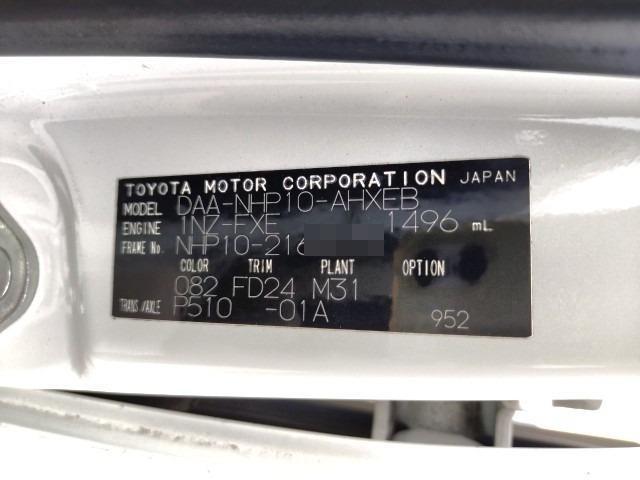 TOYOTA MOTOR CORPORATION JAPAN
MODEL DAA-NHP10-AHXEB
ENGINE 1NZ-FXE 1496 mL
FRAME No. NHP10-216
COLOR TRIM PLANT OPTION
082 FD24 M31
TRANS./AXLE P510 -01A 952